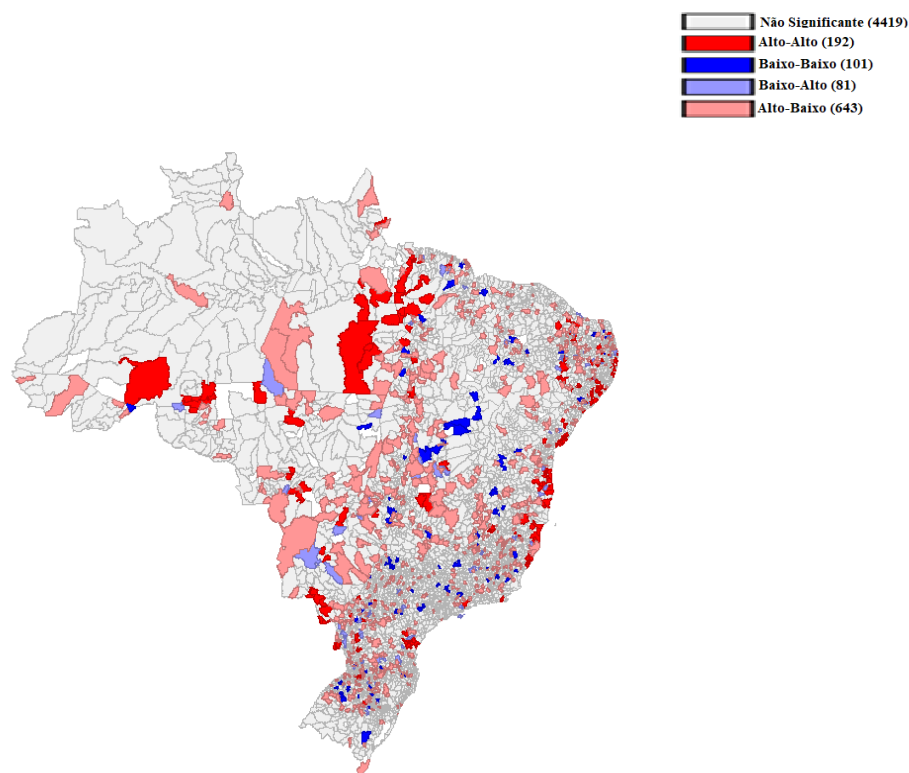 Não Significante (4419)
Alto-Alto (192)
Baixo-Baixo (101)
Baixo-Alto (81)
Alto-Baixo (643)